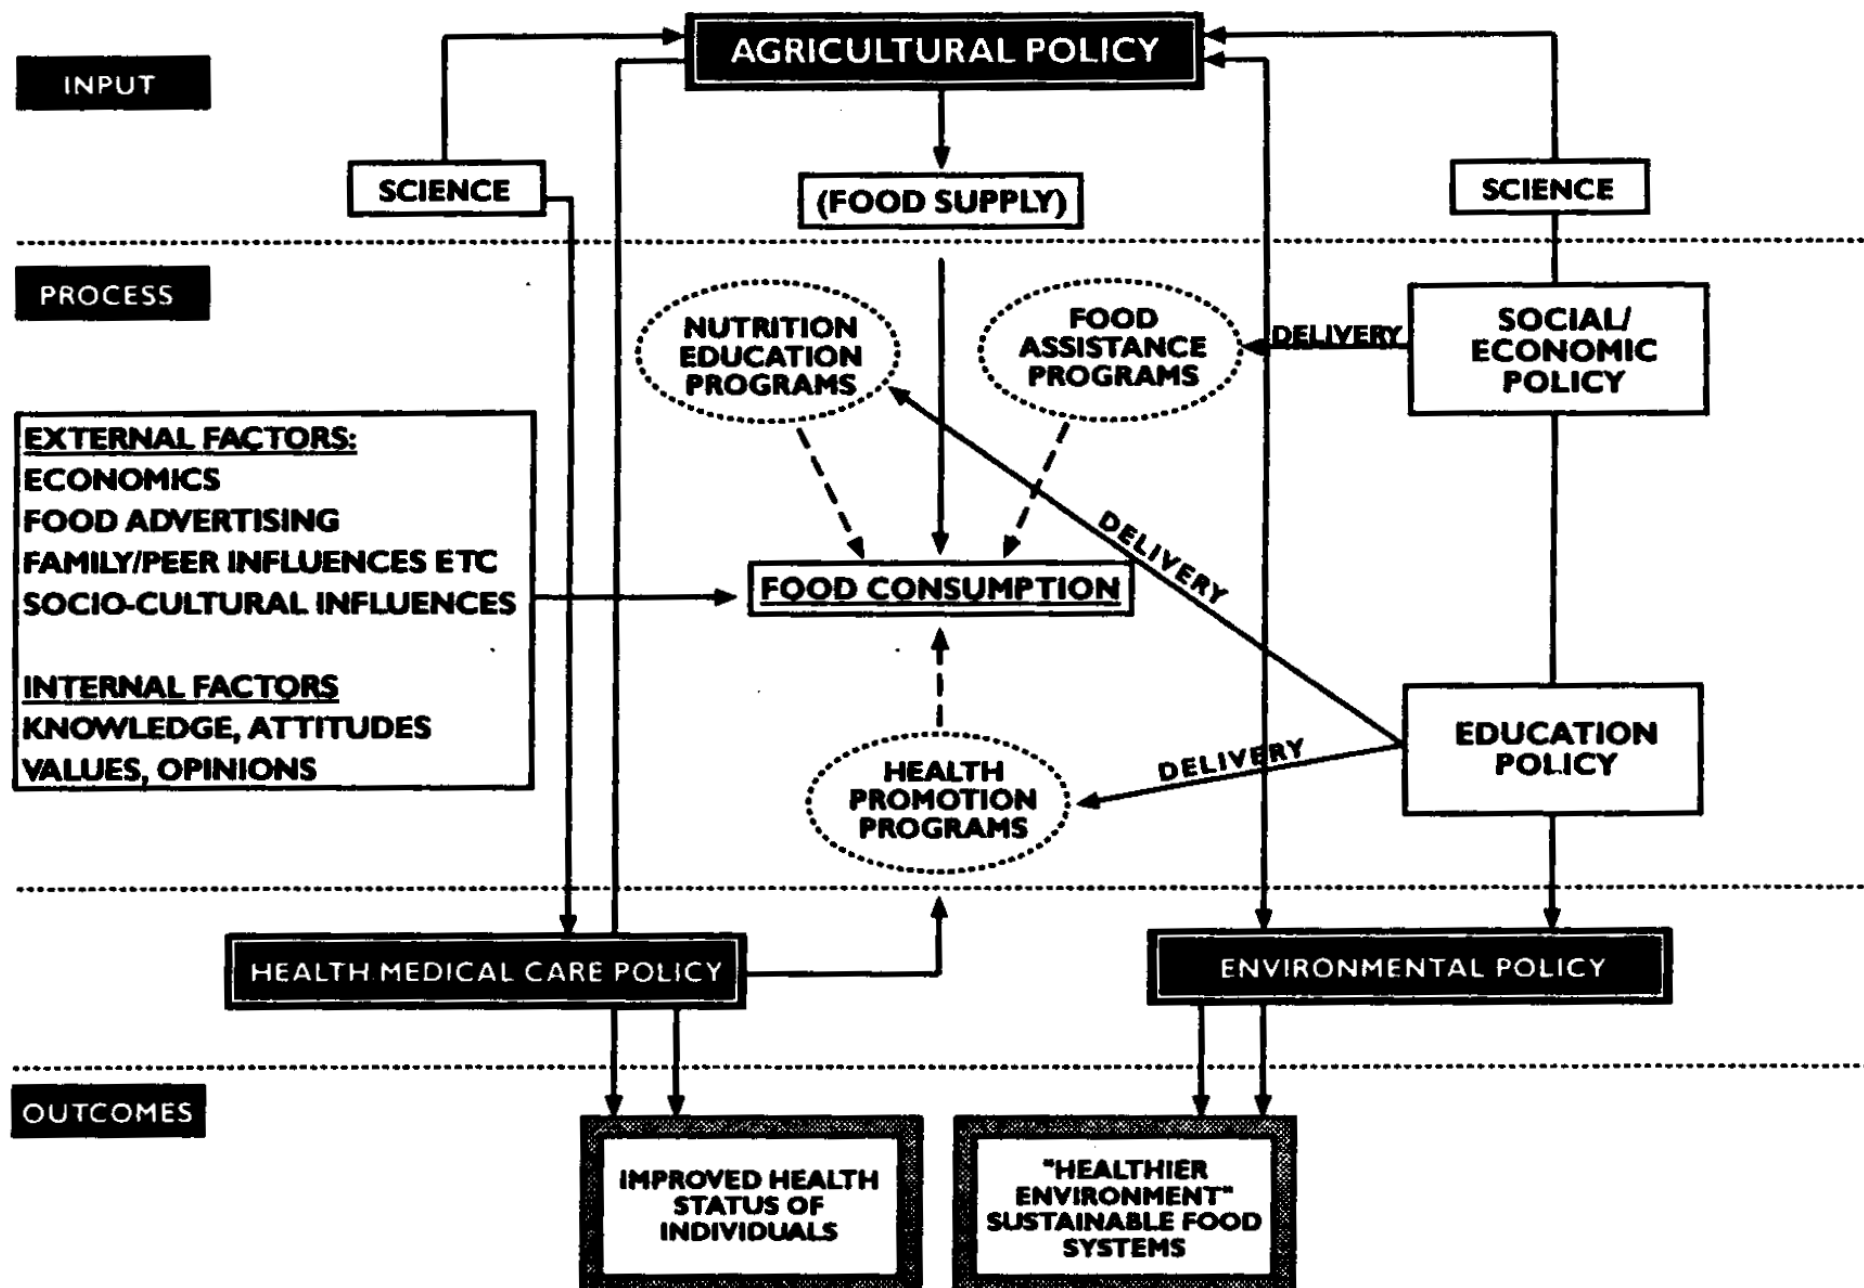 AGRICULTURAL POLICY
INPUT
SCIENCE
(FOOD SUPPLY)
SCIENCE
PROCESS
NUTRITION
EDUCATION
PROGRAMS
FOOD
ASSISTANCE
PROGRAMS
DELIVERY
SOCIAL/
ECONOMIC
POLICY
EXTERNAL FACTORS:
ECONOMICS
FOOD ADVERTISING
FAMILY/PEER INFLUENCES ETC
SOCIO-CULTURAL INFLUENCES
INTERNAL FACTORS
KNOWLEDGE, ATTITUDES
VALUES, OPINIONS
DELIVERY
FOOD CONSUMPTION
HEALTH
PROMOTION
PROGRAMS
DELIVERY
EDUCATION
POLICY
HEALTH MEDICAL CARE POLICY
ENVIRONMENTAL POLICY
OUTCOMES
IMPROVED HEALTH
STATUS OF
INDIVIDUALS
"HEALTHIER
ENVIRONMENT"
SUSTAINABLE FOOD
SYSTEMS